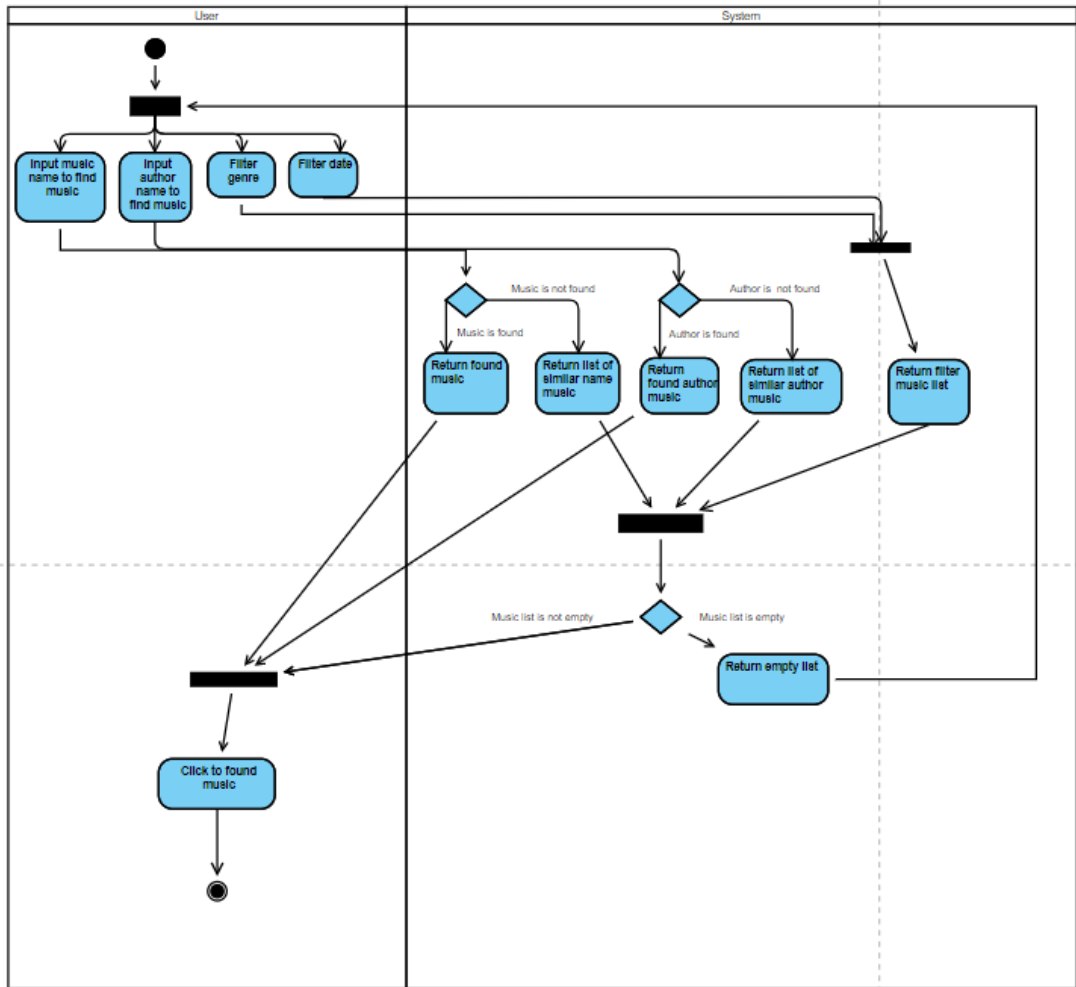 User
System
Input music
name to find
music
Input
author
name to
find music
Filter
genre
Filter date
Music is not found
Author is  not found
Music is found
Author is found
Return found
music
Return list of
similar name
music
Return
found author
music
Return list of
similar author
music
Return filter
music list
Music list is not empty
Music list is empty
Return empty list
Click to found
music